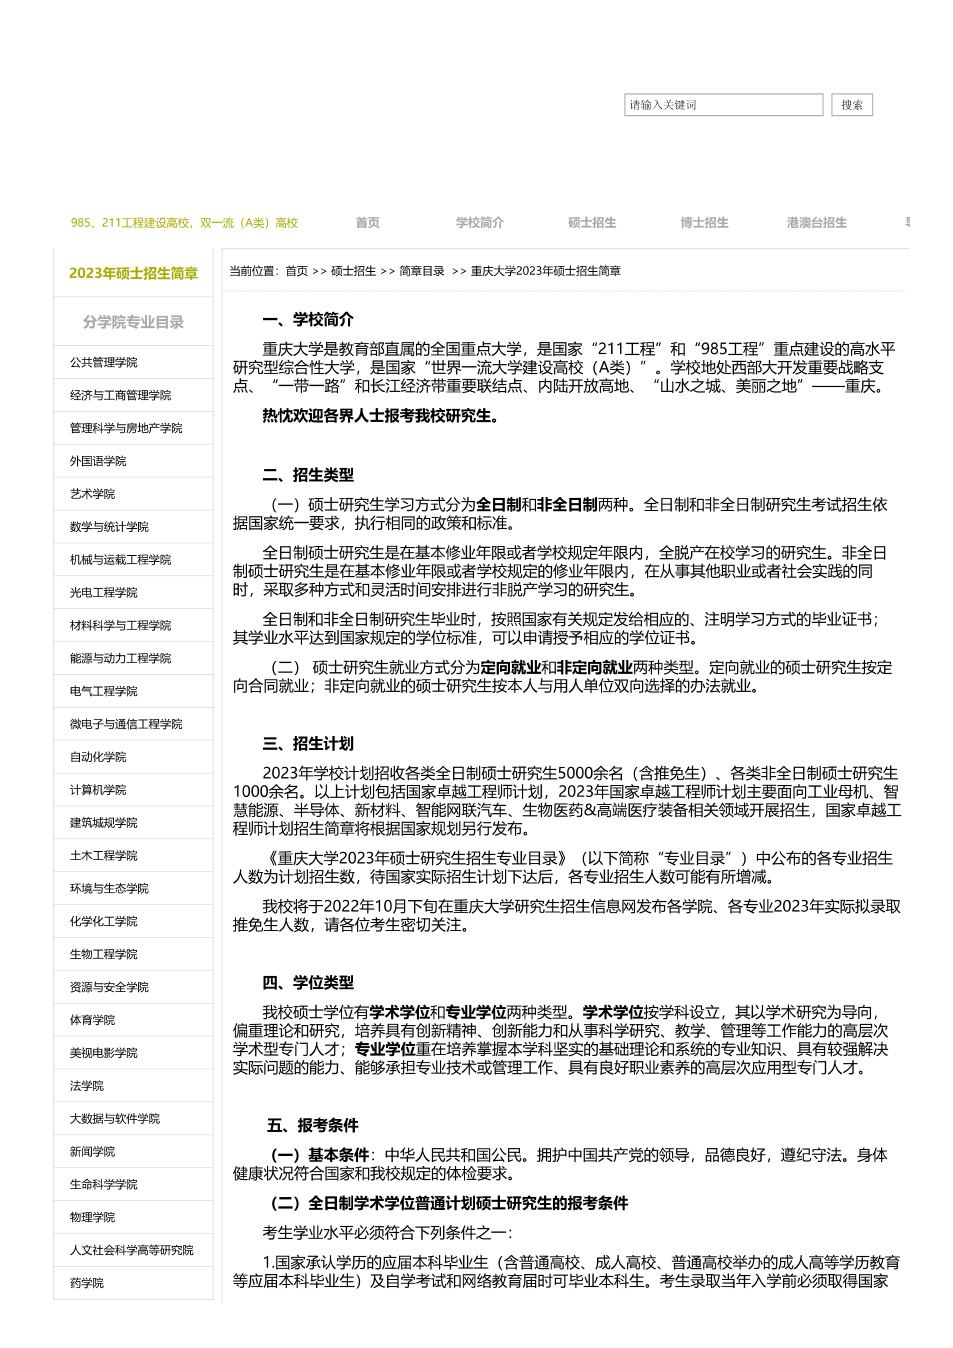 请输入关键词
搜索
985、211工程建设高校，双一流（A类）高校
首页
学校简介
硕士招生
博士招生
港澳台招生
2023年硕士招生简章
分学院专业目录
公共管理学院
经济与工商管理学院
管理科学与房地产学院
外国语学院
艺术学院
数学与统计学院
机械与运载工程学院
光电工程学院
材料科学与工程学院
能源与动力工程学院
电气工程学院
微电子与通信工程学院
自动化学院
计算机学院
建筑城规学院
土木工程学院
环境与生态学院
化学化工学院
生物工程学院
资源与安全学院
体育学院
美视电影学院
法学院
大数据与软件学院
新闻学院
生命科学学院
物理学院
人文社会科学高等研究院
药学院
当前位置：首页 >> 硕士招生 >> 简章目录 >> 重庆大学2023年硕士招生简章
一、学校简介
重庆大学是教育部直属的全国重点大学，是国家“211工程”和“985工程”重点建设的高水平
研究型综合性大学，是国家“世界一流大学建设高校（A类）”。学校地处西部大开发重要战略支
点、“一带一路”和长江经济带重要联结点、内陆开放高地、“山水之城、美丽之地”——重庆。
热忱欢迎各界人士报考我校研究生。
二、招生类型
（一）硕士研究生学习方式分为全日制和非全日制两种。全日制和非全日制研究生考试招生依
据国家统一要求，执行相同的政策和标准。
全日制硕士研究生是在基本修业年限或者学校规定年限内，全脱产在校学习的研究生。非全日
制硕士研究生是在基本修业年限或者学校规定的修业年限内，在从事其他职业或者社会实践的同
时，采取多种方式和灵活时间安排进行非脱产学习的研究生。
全日制和非全日制研究生毕业时，按照国家有关规定发给相应的、注明学习方式的毕业证书；
其学业水平达到国家规定的学位标准，可以申请授予相应的学位证书。
（二） 硕士研究生就业方式分为定向就业和非定向就业两种类型。定向就业的硕士研究生按定
向合同就业；非定向就业的硕士研究生按本人与用人单位双向选择的办法就业。
三、招生计划
2023年学校计划招收各类全日制硕士研究生5000余名（含推免生）、各类非全日制硕士研究生
1000余名。以上计划包括国家卓越工程师计划，2023年国家卓越工程师计划主要面向工业母机、智
慧能源、半导体、新材料、智能网联汽车、生物医药&高端医疗装备相关领域开展招生，国家卓越工
程师计划招生简章将根据国家规划另行发布。
《重庆大学2023年硕士研究生招生专业目录》（以下简称“专业目录”）中公布的各专业招生
人数为计划招生数，待国家实际招生计划下达后，各专业招生人数可能有所增减。
我校将于2022年10月下旬在重庆大学研究生招生信息网发布各学院、各专业2023年实际拟录取
推免生人数，请各位考生密切关注。
四、学位类型
我校硕士学位有学术学位和专业学位两种类型。学术学位按学科设立，其以学术研究为导向，
偏重理论和研究，培养具有创新精神、创新能力和从事科学研究、教学、管理等工作能力的高层次
学术型专门人才；专业学位重在培养掌握本学科坚实的基础理论和系统的专业知识、具有较强解决
实际问题的能力、能够承担专业技术或管理工作、具有良好职业素养的高层次应用型专门人才。
五、报考条件
（一）基本条件：中华人民共和国公民。拥护中国共产党的领导，品德良好，遵纪守法。身体
健康状况符合国家和我校规定的体检要求。
（二）全日制学术学位普通计划硕士研究生的报考条件
考生学业水平必须符合下列条件之一：
1.国家承认学历的应届本科毕业生（含普通高校、成人高校、普通高校举办的成人高等学历教育
等应届本科毕业生）及自学考试和网络教育届时可毕业本科生。考生录取当年入学前必须取得国家